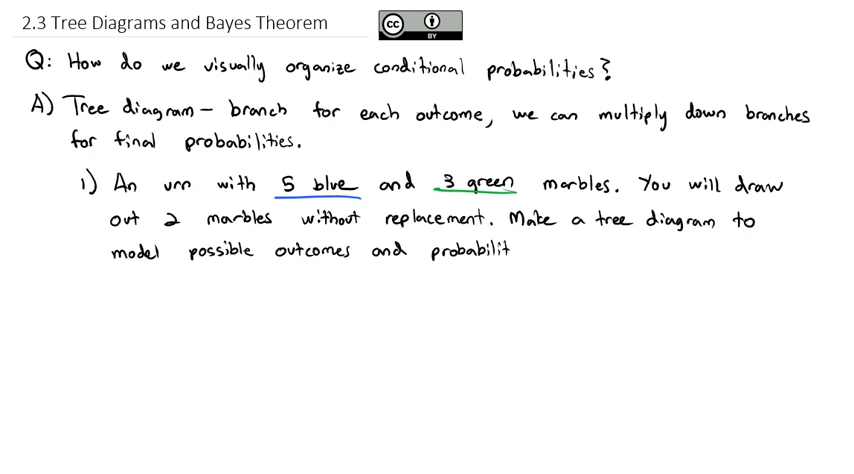 2.3 Tree Diagrams and Bayes Theorem
cc BY
Q: How do we visually organize conditional probabilities?
A) Tree diagram – branch for each outcome, we can multiply down branches
for final probabilities.
1) An urn with 5 blue and 3 green marbles. You will draw
out 2 marbles without replacement. Make a tree diagram to
model possible outcomes and probabilit